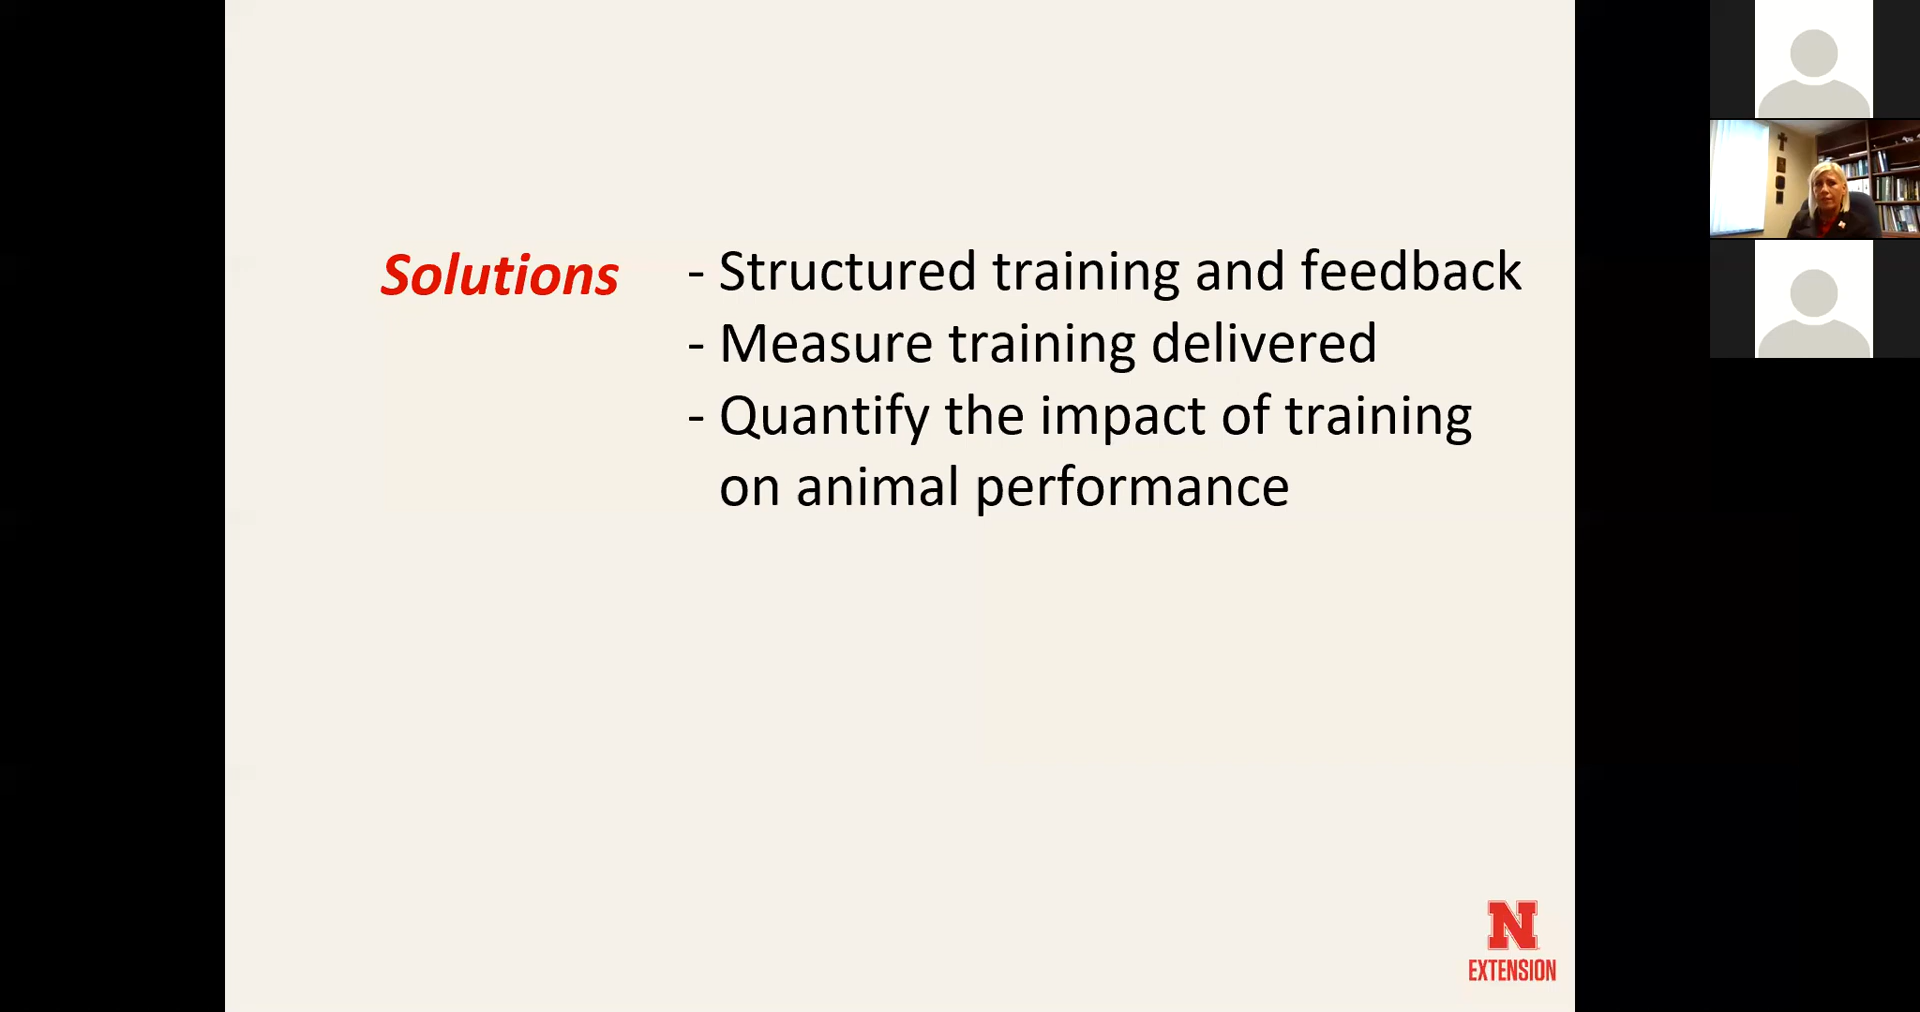 Solutions
- Structured training and feedback
- Measure training delivered
- Quantify the impact of training
on animal performance
N
EXTENSION